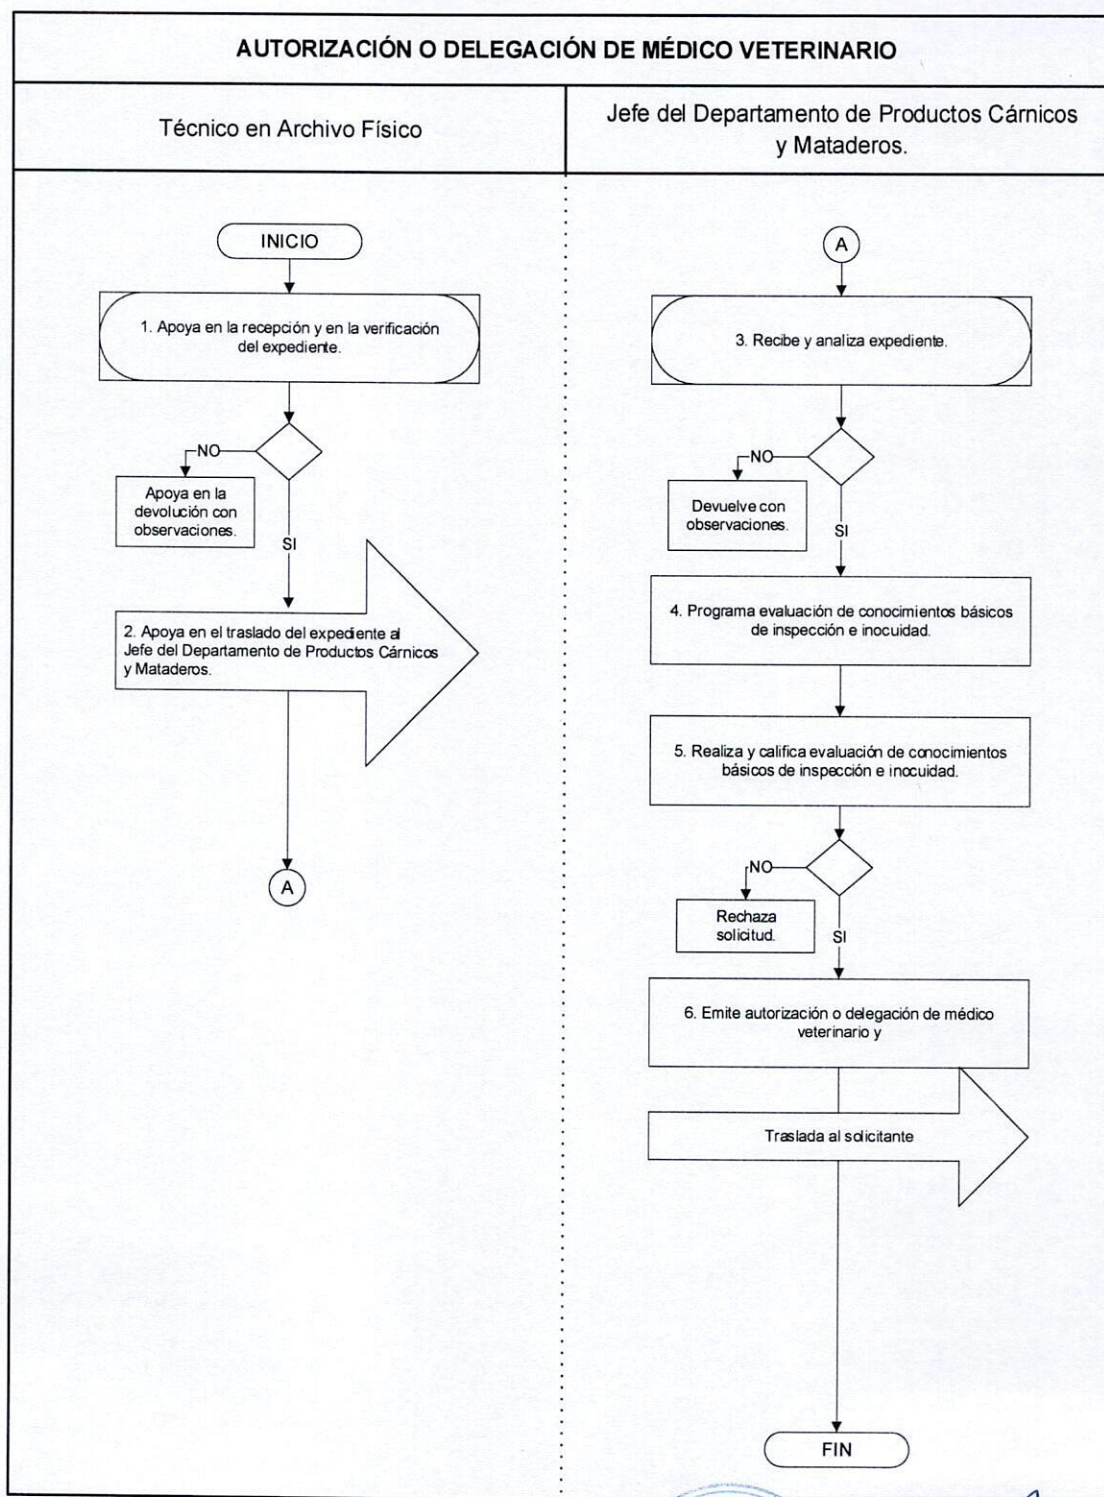 AUTORIZACIÓN O DELEGACIÓN DE MÉDICO VETERINARIO
Técnico en Archivo Físico
Jefe del Departamento de Productos Cárnicos
y Mataderos.
INICIO
1. Apoya en la recepción y en la verificación
del expediente.
NO
Apoya en la
devolución con
observaciones.
SI
2. Apoya en el traslado del expediente al
Jefe del Departamento de Productos Cárnicos
y Mataderos.
A
A
3. Recibe y analiza expediente.
NO
Devuelve con
observaciones.
SI
4. Programa evaluación de conocimientos básicos
de inspección e inocuidad.
5. Realiza y califica evaluación de conocimientos
básicos de inspección e inocuidad.
NO
Rechaza
solicitud.
SI
6. Emite autorización o delegación de médico
veterinario y
Traslada al solicitante
FIN